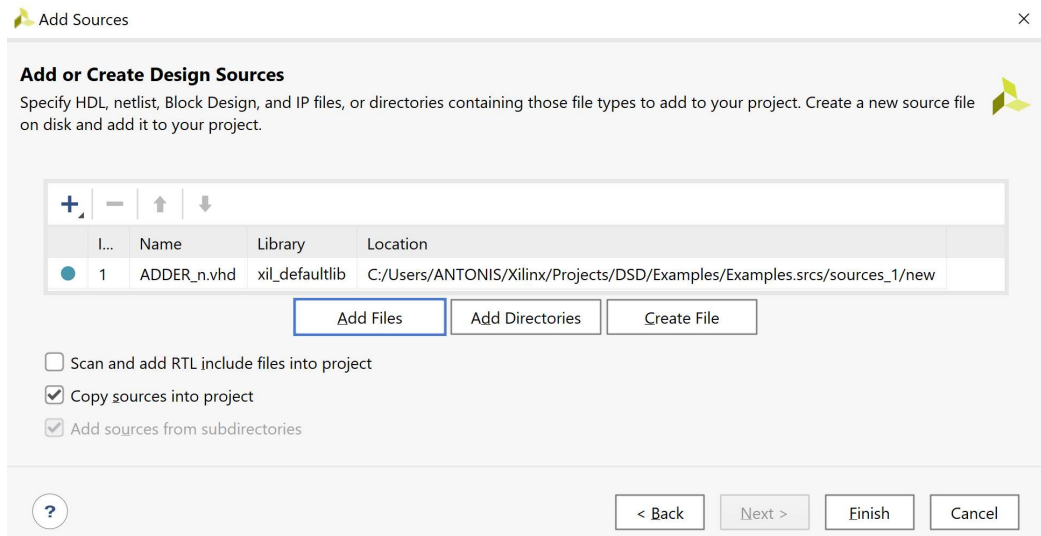 Add Sources
×
Add or Create Design Sources
Specify HDL, netlist, Block Design, and IP files, or directories containing those file types to add to your project. Create a new source file
on disk and add it to your project.
I... Name Library Location
1 ADDER_n.vhd xil_defaultlib C:/Users/ANTONIS/Xilinx/Projects/DSD/Examples/Examples.srcs/sources_1/new
Add Files Add Directories Create File
Scan and add RTL include files into project
Copy sources into project
Add sources from subdirectories
? < Back Next > Finish Cancel